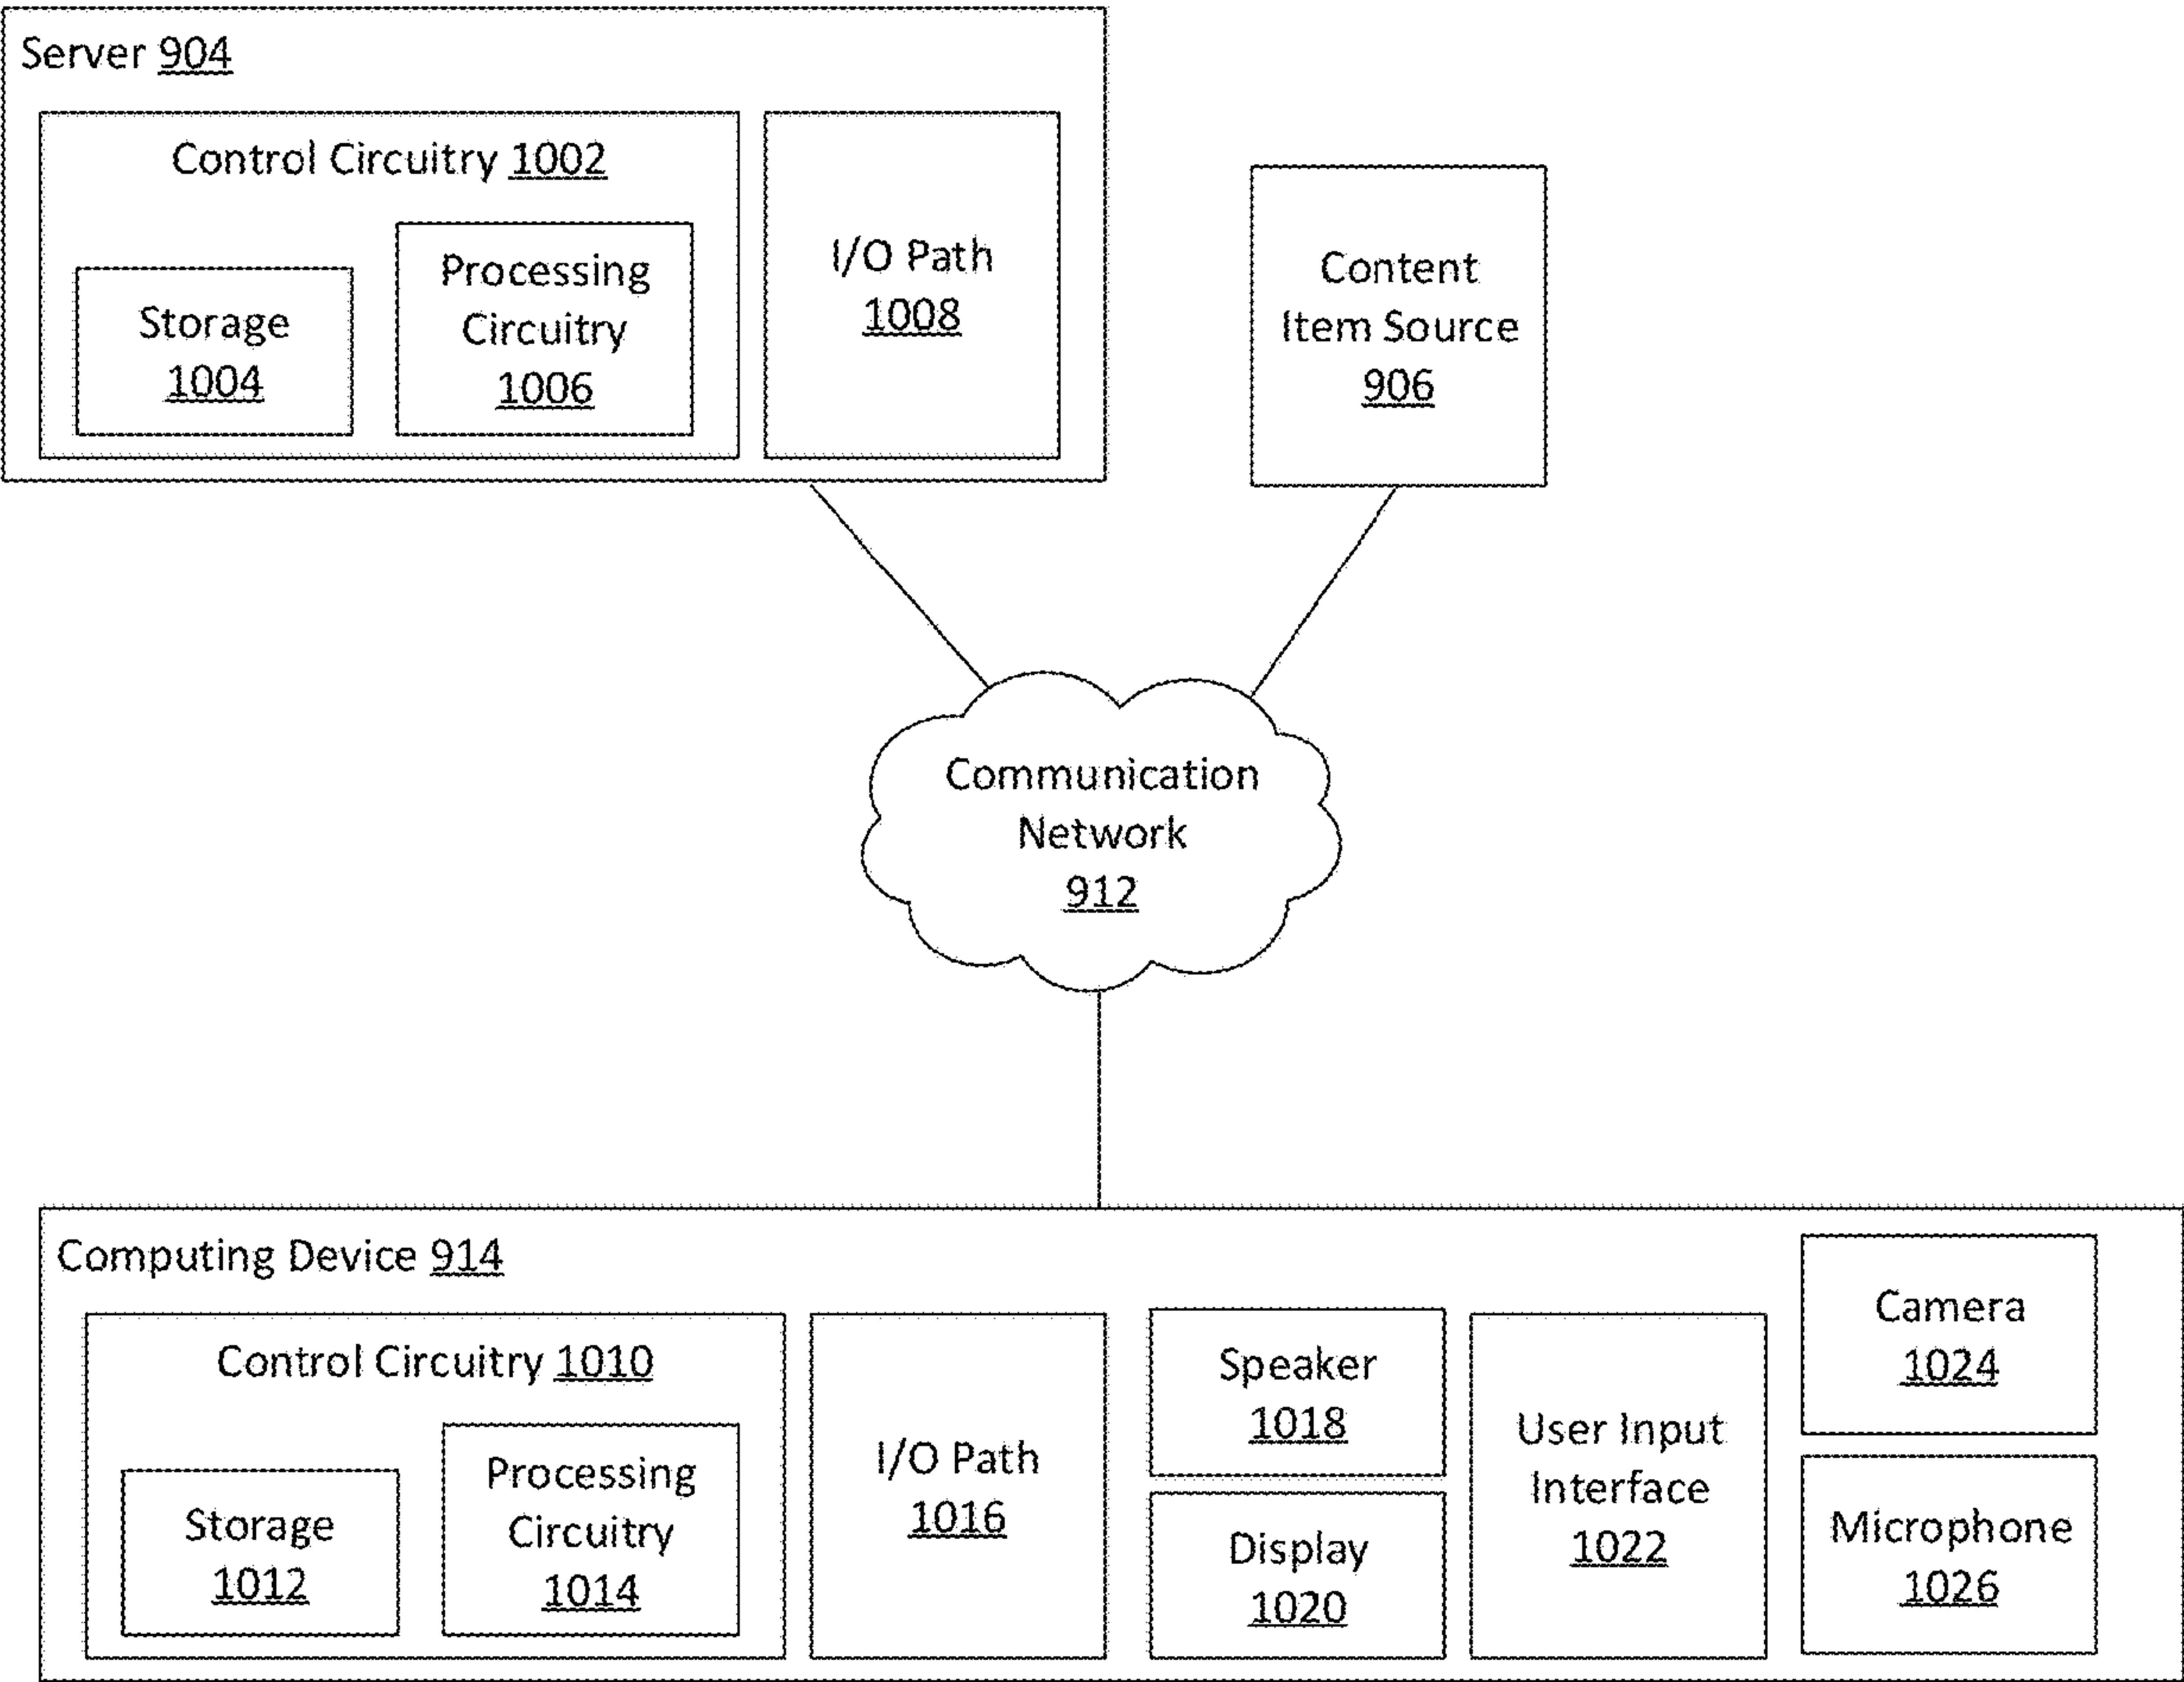 Server 904
Control Circuitry 1002
Storage
1004
Processing
Circuitry
1006
I/O Path
1008
Content
Item Source
906
Communication
Network
912
Computing Device 914
Control Circuitry 1010
Storage
1012
Processing
Circuitry
1014
I/O Path
1016
Speaker
1018
Display
1020
User Input
Interface
1022
Camera
1024
Microphone
1026